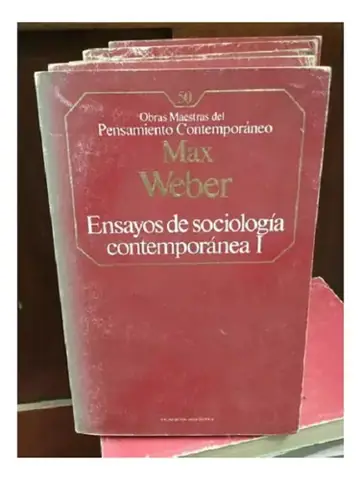 50
Obras Maestras del
Pensamiento Contemporáneo
Max
Weber
Ensayos de sociología
contemporánea I